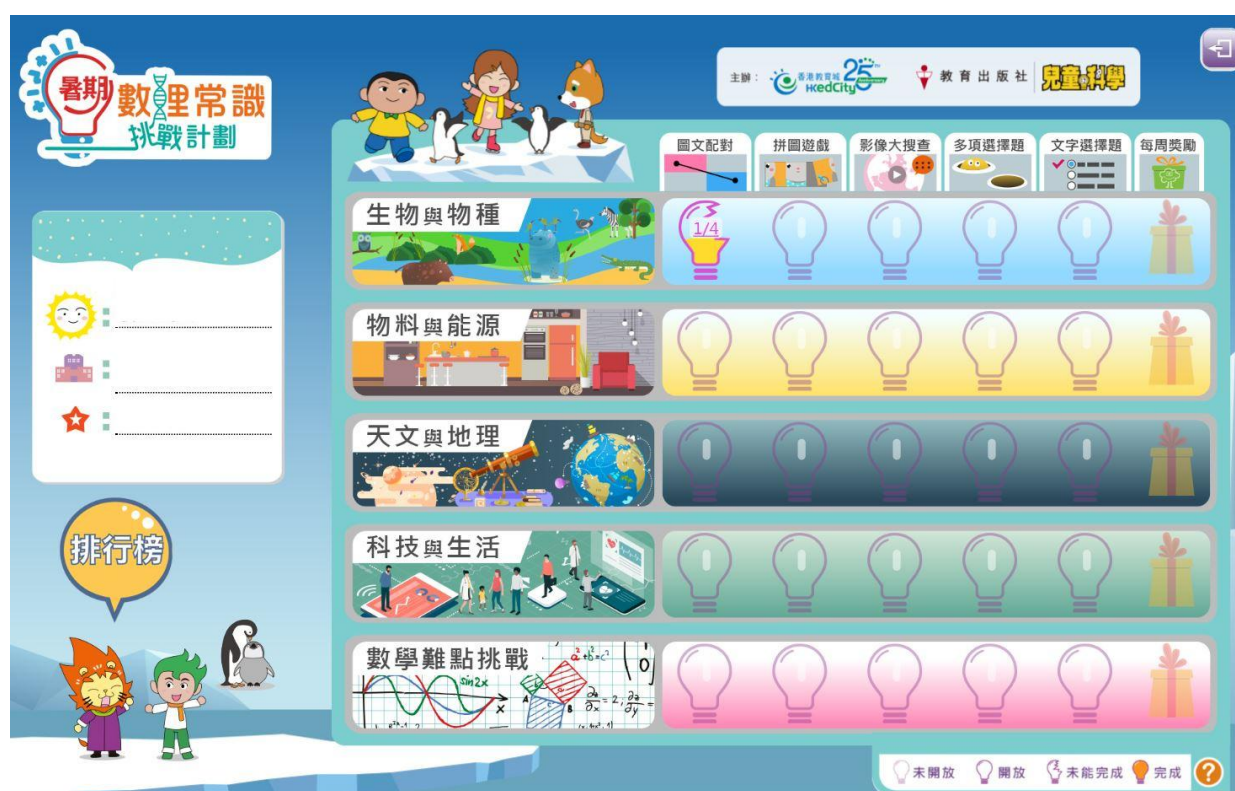 暑期
數理常識
挑戰計劃
主辦：
香港教育城
HKedCity
25
教育出版社
兒童的科學
圖文配對
拼圖遊戲
影像大搜查
多項選擇題
文字選擇題
每周獎勵
生物與物種
1/4
物料與能源
天文與地理
科技與生活
數學難點挑戰
sin2x
x
A
B
排行榜
未開放
開放
未能完成
完成
?